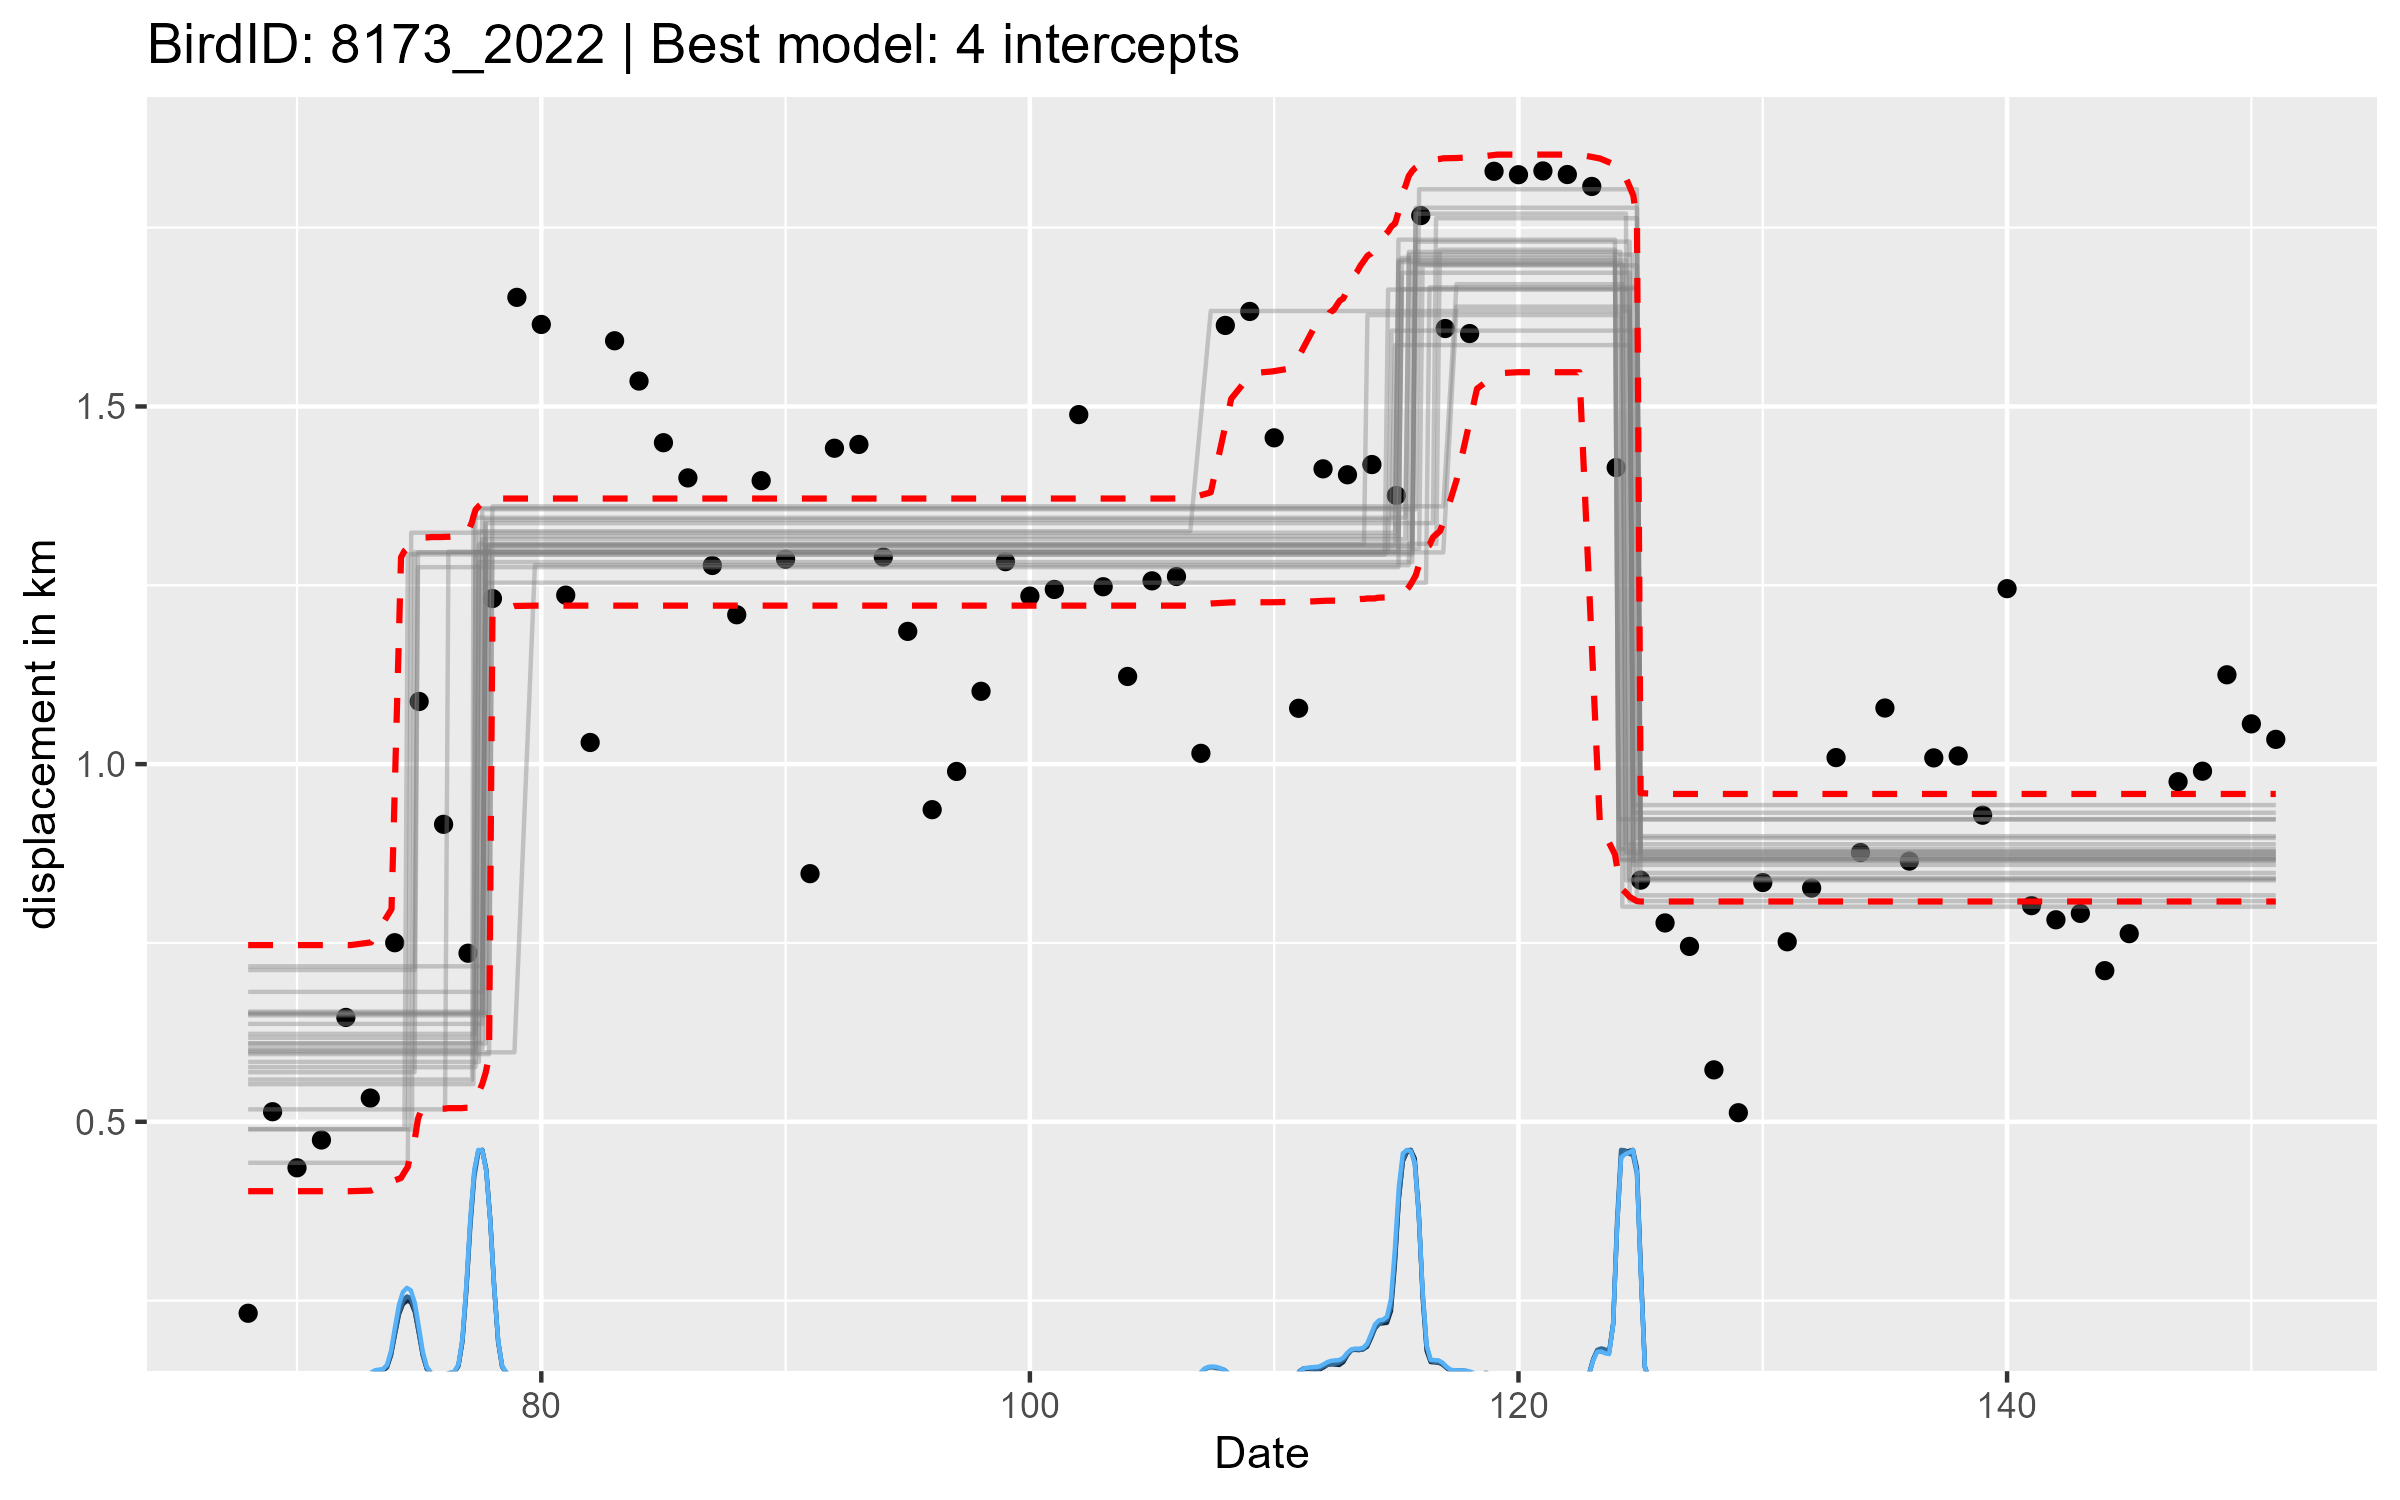 BirdID: 8173_2022 | Best model: 4 intercepts
displacement in km
1.5
1.0
0.5
80
100
120
140
Date